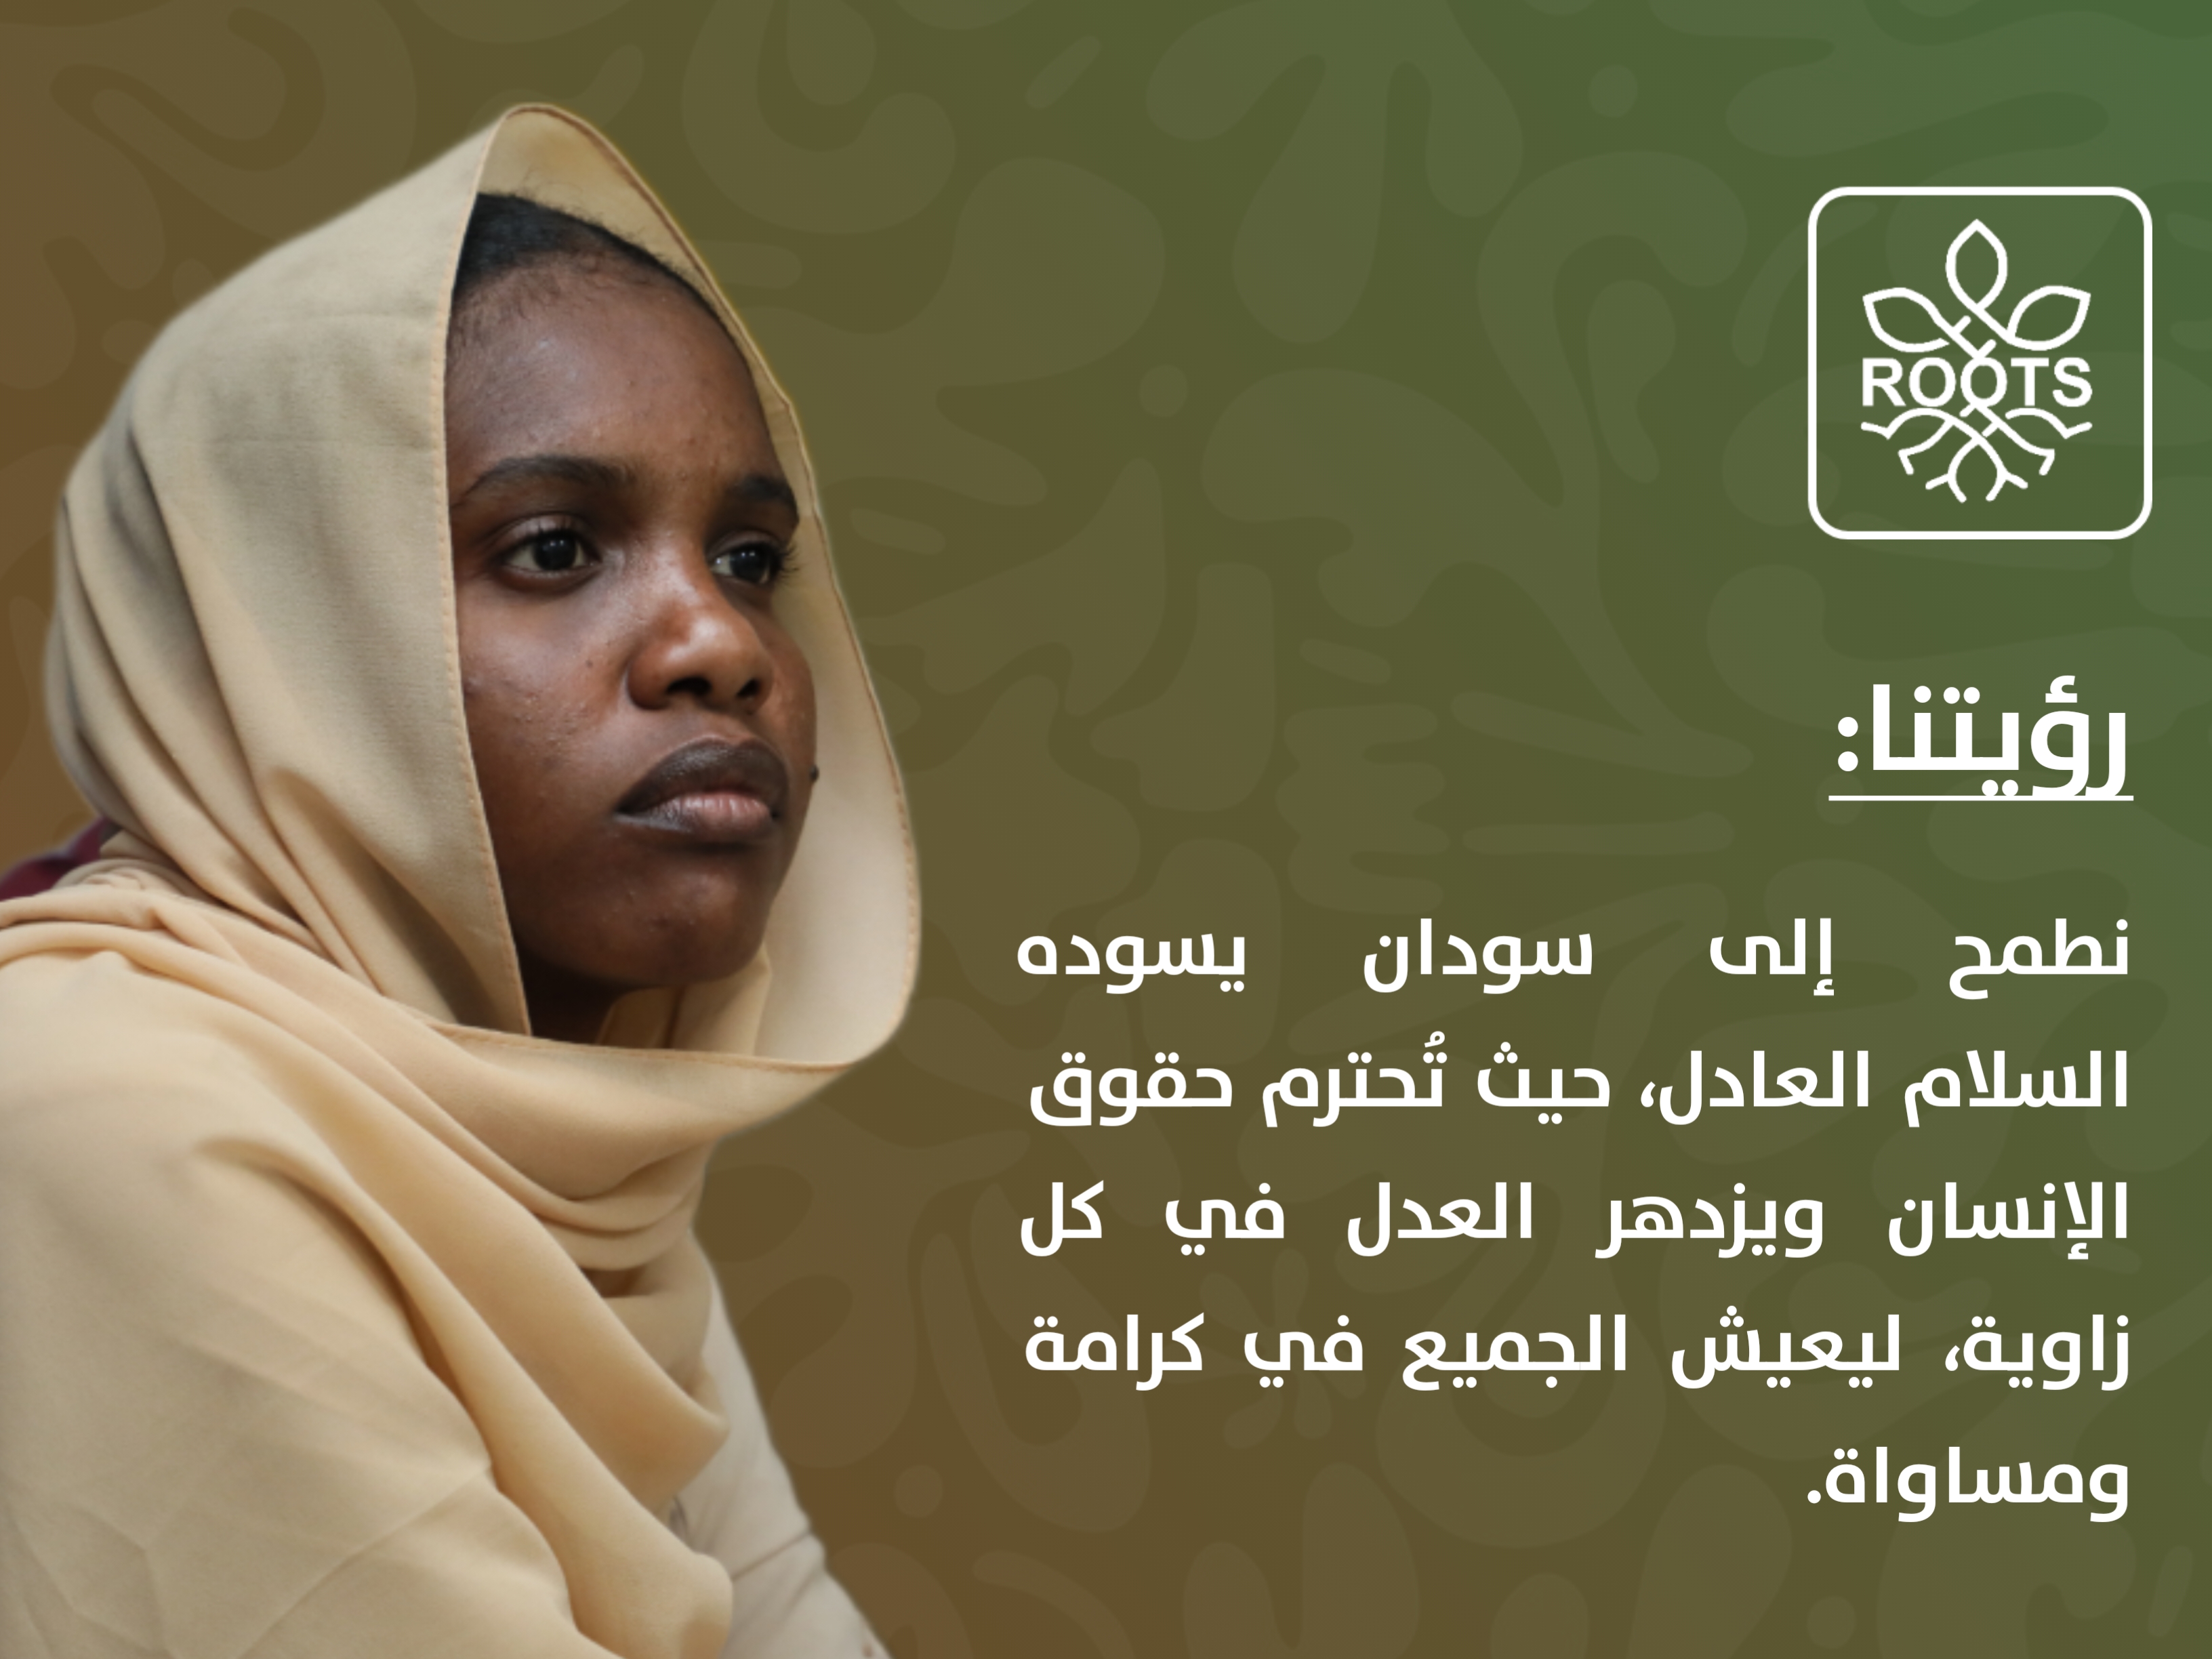 ROOTS
رؤيتنا:
نطمح إلى سودان يسوده
السلام العادل، حيث تُحترم حقوق
الإنسان ويزدهر العدل في كل
زاوية، ليعيش الجميع في كرامة
ومساواة.